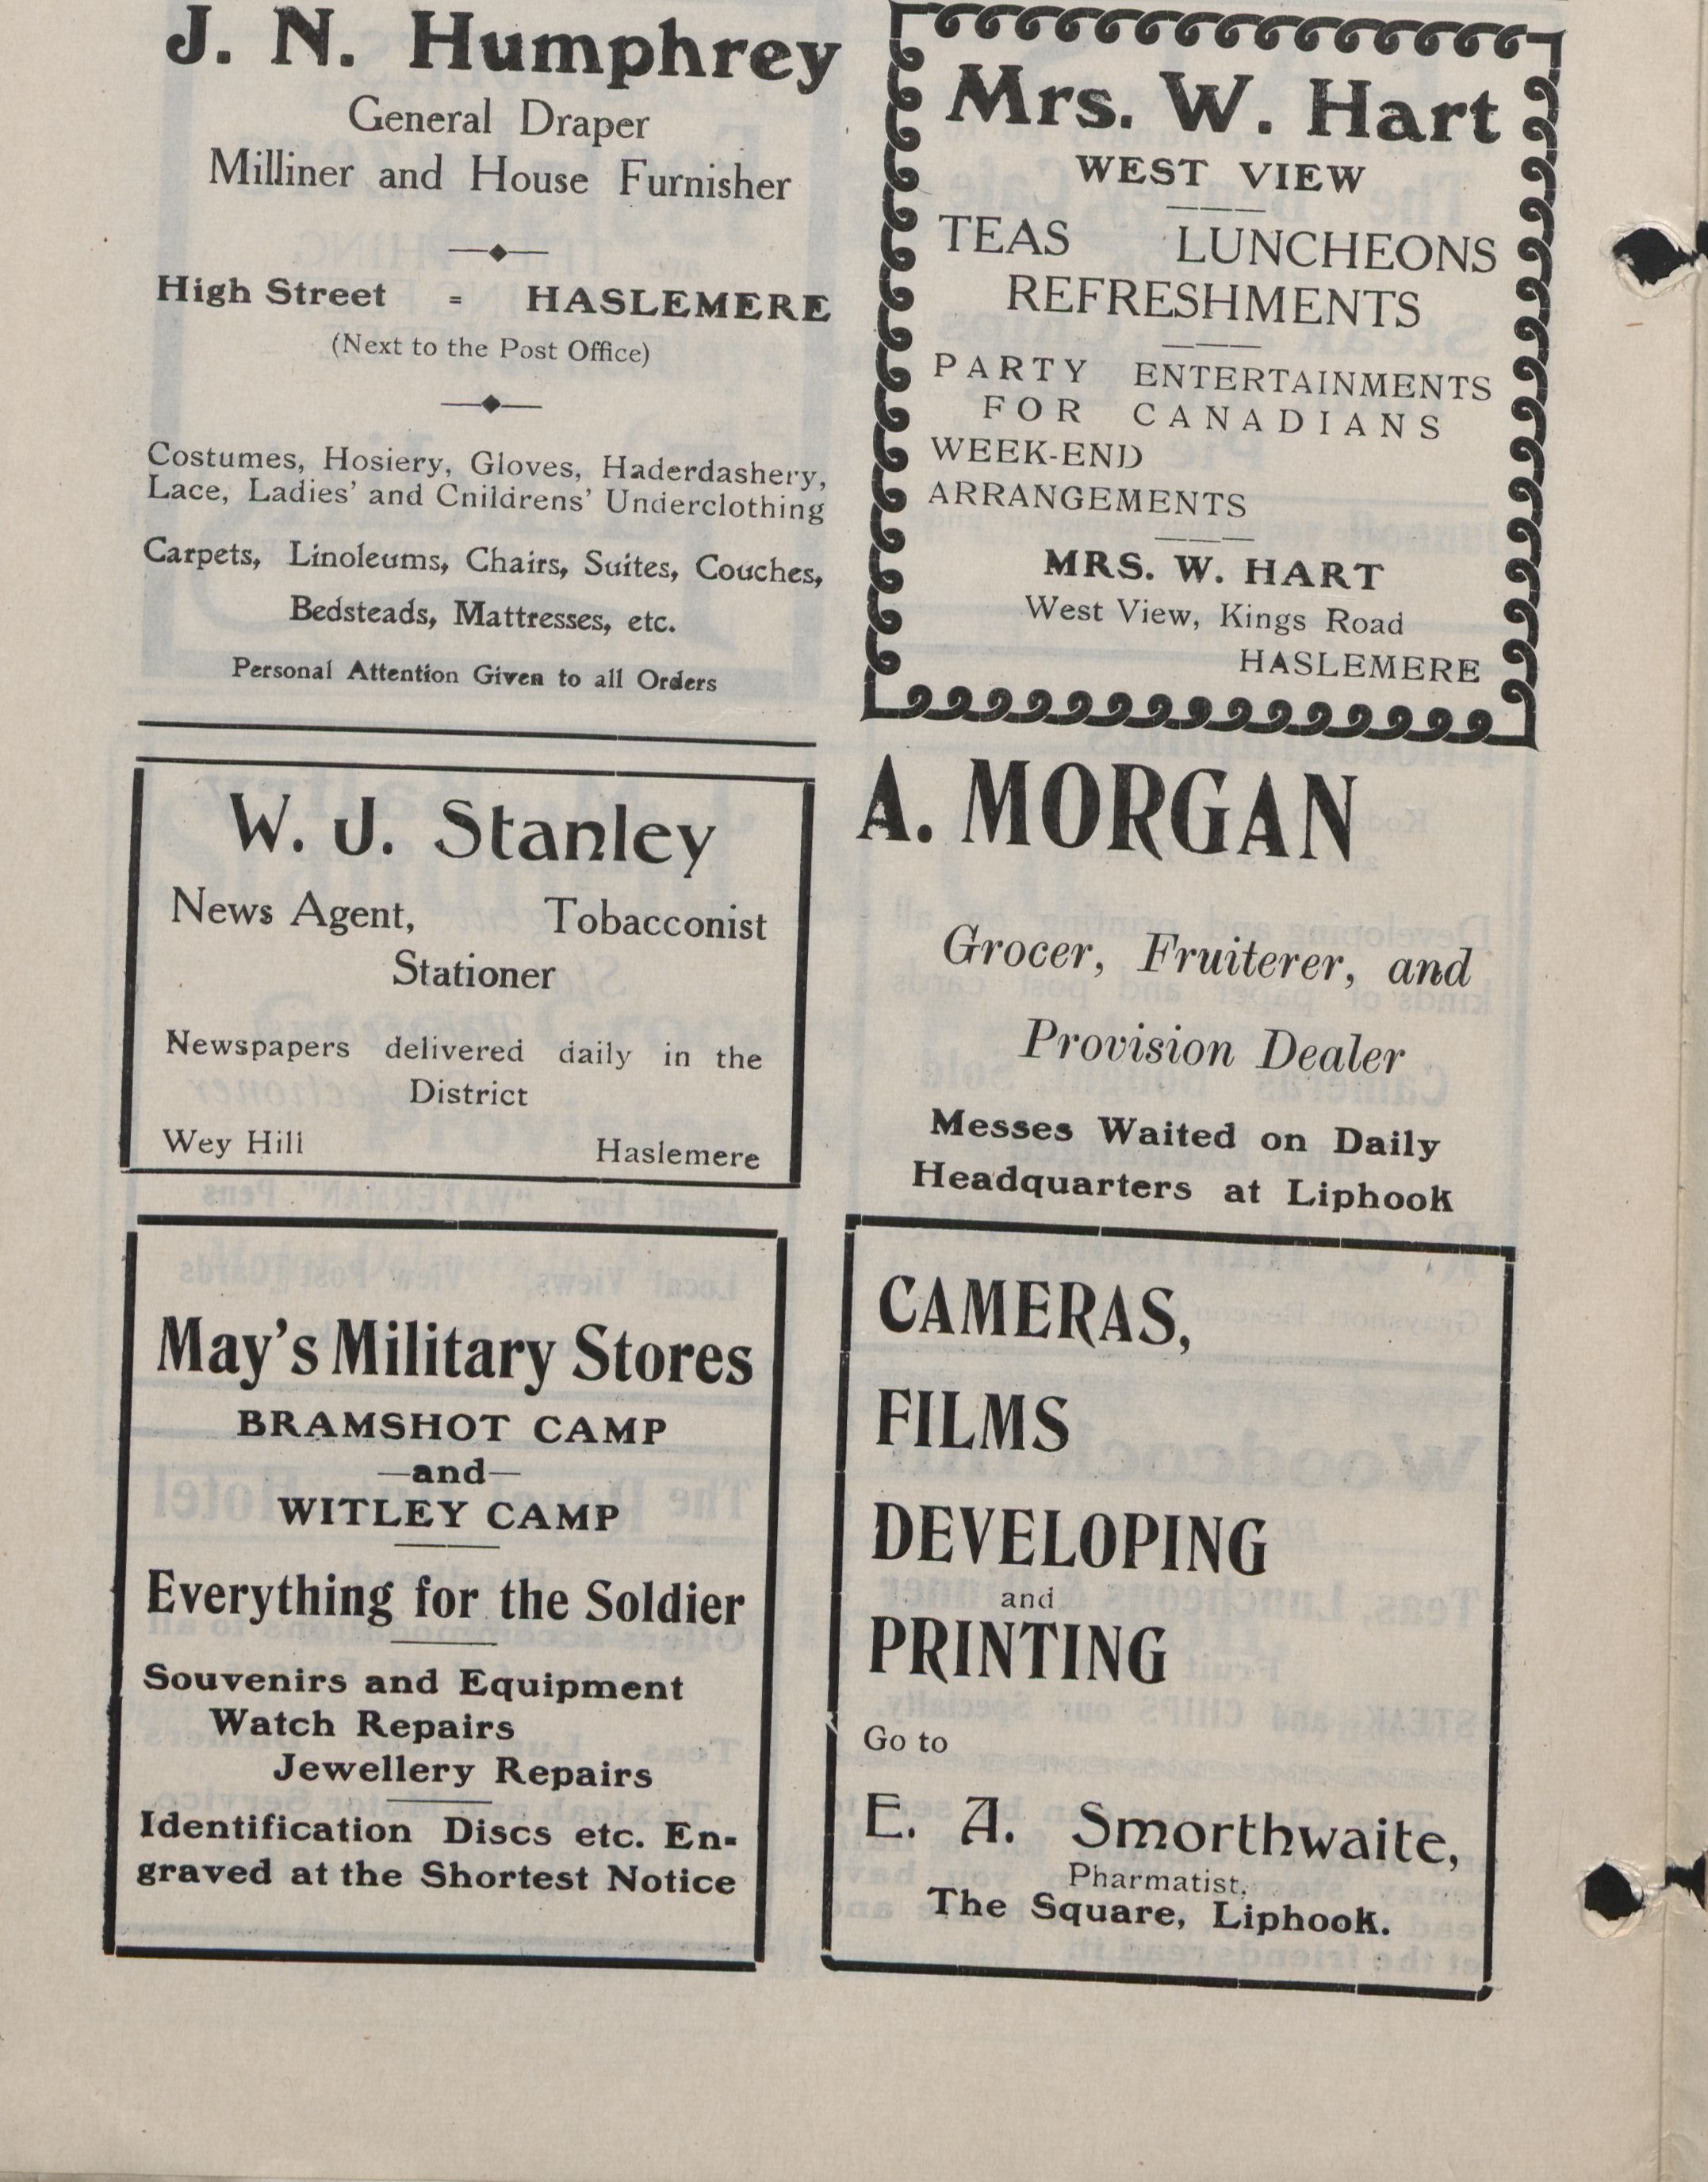 J. N. Humphrey
General Draper
Milliner and House Furnisher
High Street = HASLEMERE
(Next to the Post Office)
Costumes, Hosiery, Gloves, Haderdashery,
Lace, Ladies' and Cnildrens' Underclothing
Carpets, Linoleums, Chairs, Suites, Couches,
Bedsteads, Mattresses, etc.
Personal Attention Given to all Orders
Mrs. W. Hart
WEST VIEW
TEAS LUNCHEONS
REFRESHMENTS
PARTY ENTERTAINMENTS
FOR CANADIANS
WEEK-END
ARRANGEMENTS
MRS. W. HART
West View, Kings Road
HASLEMERE
W. J. Stanley
News Agent, Tobacconist
Stationer
Newspapers delivered daily in the
District
Wey Hill Haslemere
A. MORGAN
Grocer, Fruiterer, and
Provision Dealer
Messes Waited on Daily
Headquarters at Liphook
May's Military Stores
BRAMSHOT CAMP
—and—
WITLEY CAMP
Everything for the Soldier
Souvenirs and Equipment
Watch Repairs
Jewellery Repairs
Identification Discs etc. En-
graved at the Shortest Notice
CAMERAS,
FILMS
DEVELOPING
and
PRINTING
Go to
E. A. Smorthwaite,
Pharmatist,
The Square, Liphook.